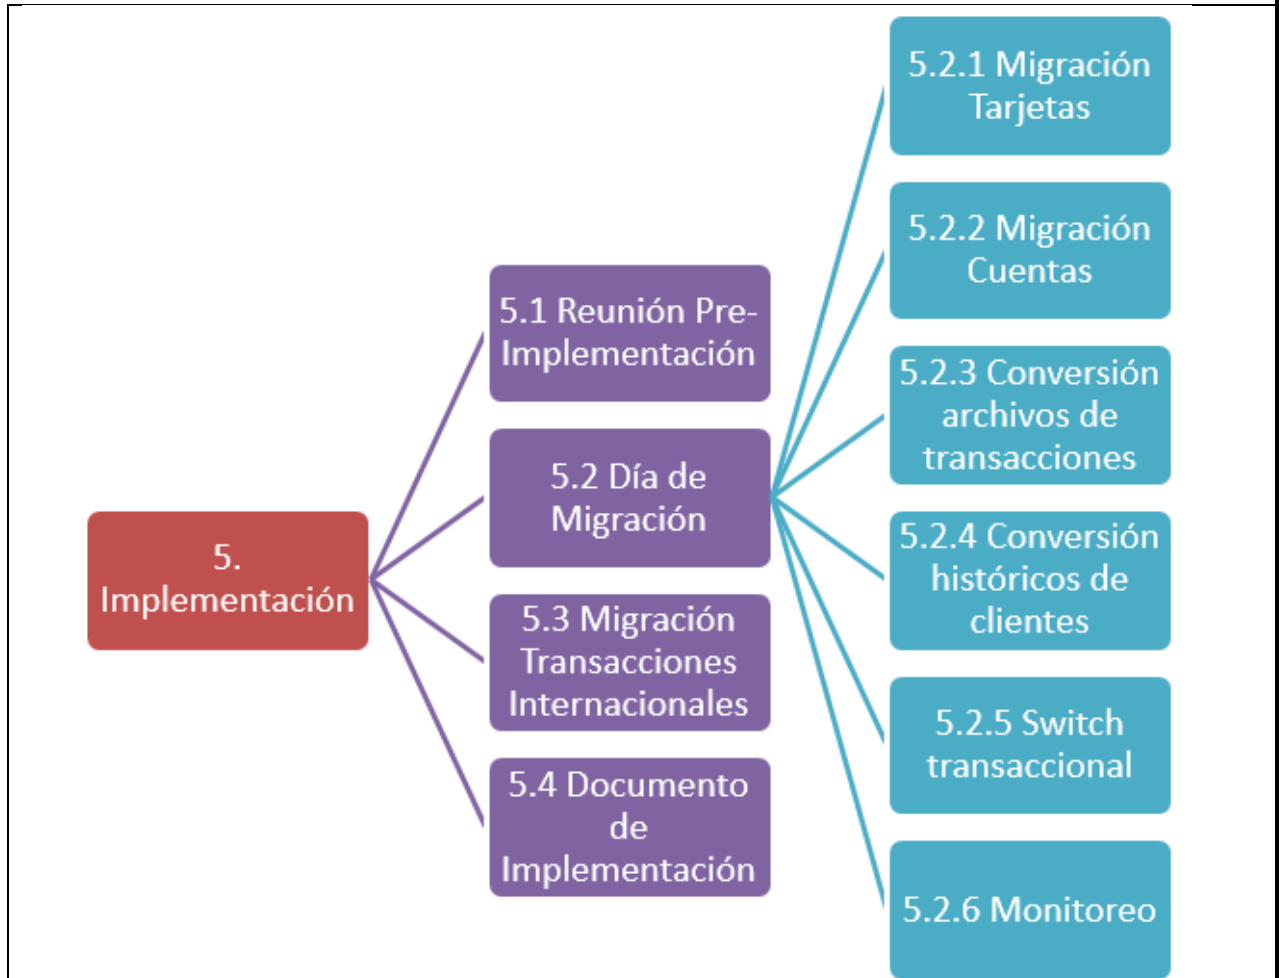 5.
Implementación
5.1 Reunión Pre-
Implementación
5.2 Día de
Migración
5.3 Migración
Transacciones
Internacionales
5.4 Documento
de
Implementación
5.2.1 Migración
Tarjetas
5.2.2 Migración
Cuentas
5.2.3 Conversión
archivos de
transacciones
5.2.4 Conversión
históricos de
clientes
5.2.5 Switch
transaccional
5.2.6 Monitoreo